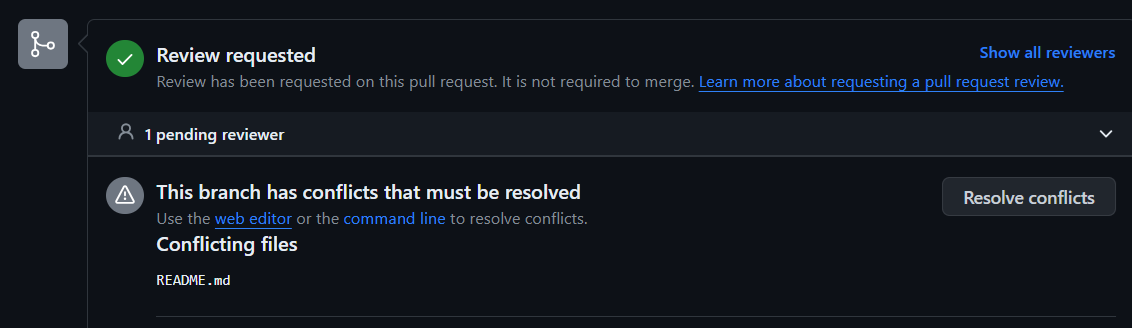 Review requested
Show all reviewers
Review has been requested on this pull request. It is not required to merge. Learn more about requesting a pull request review.
1 pending reviewer
This branch has conflicts that must be resolved
Resolve conflicts
Use the web editor or the command line to resolve conflicts.
Conflicting files
README.md